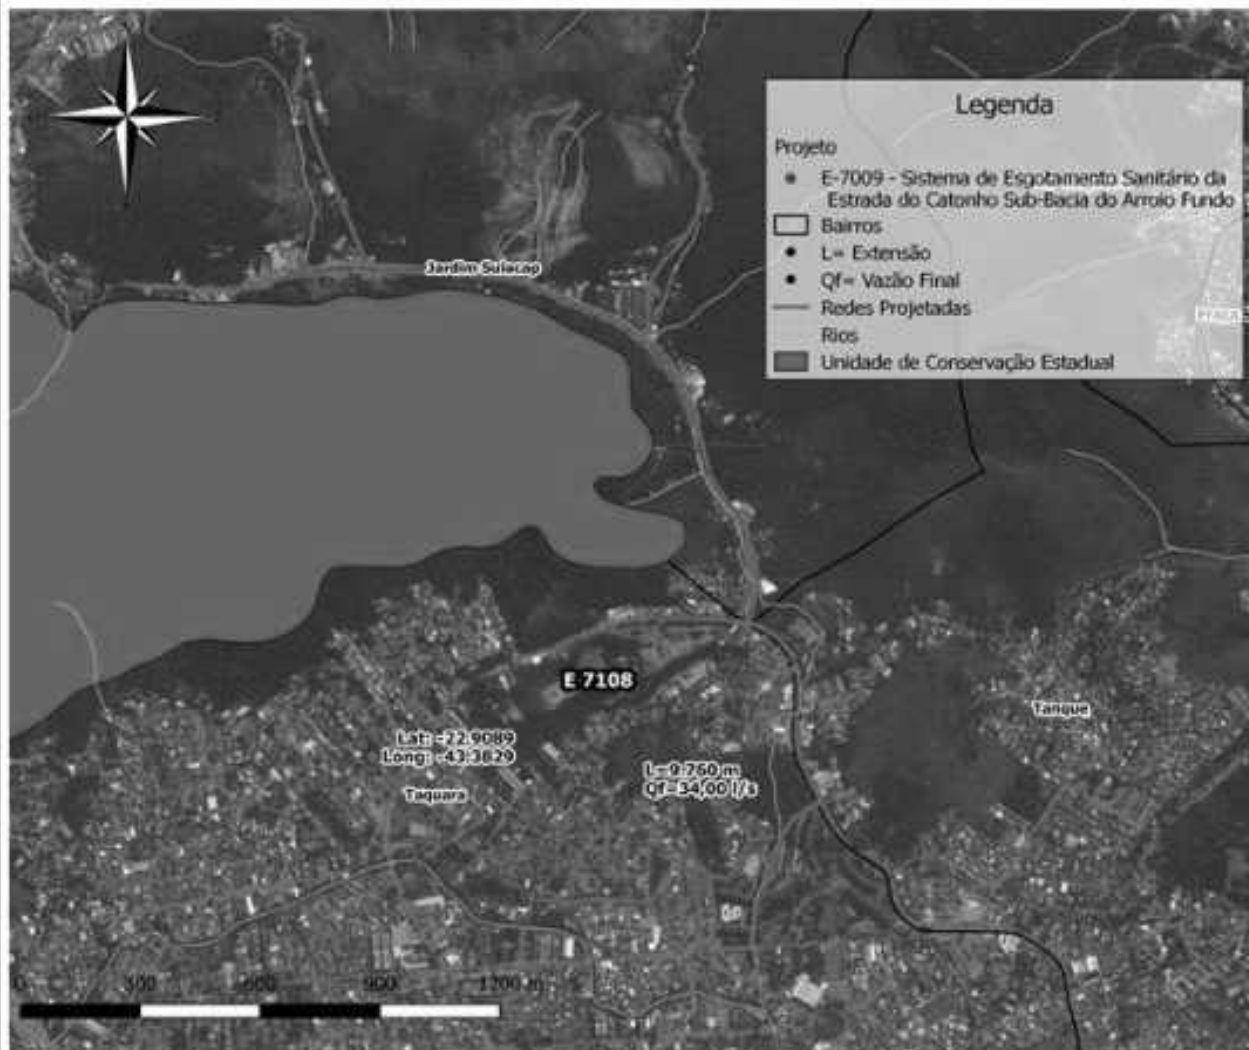 Legenda
Projeto
E-7009 - Sistema de Esgotamento Sanitário da
Estrada do Catonho Sub-Bacia do Arroio Fundo
Bairros
L= Extensão
Qf= Vazão Final
Redes Projetadas
Rios
Unidade de Conservação Estadual
Jardim Sulacap
E 7108
Tanque
Lat: -22.9089
Long: -43.3829
L=9.760 m
Qf=34,00 l/s
Taquara
0 300 600 900 1200 m